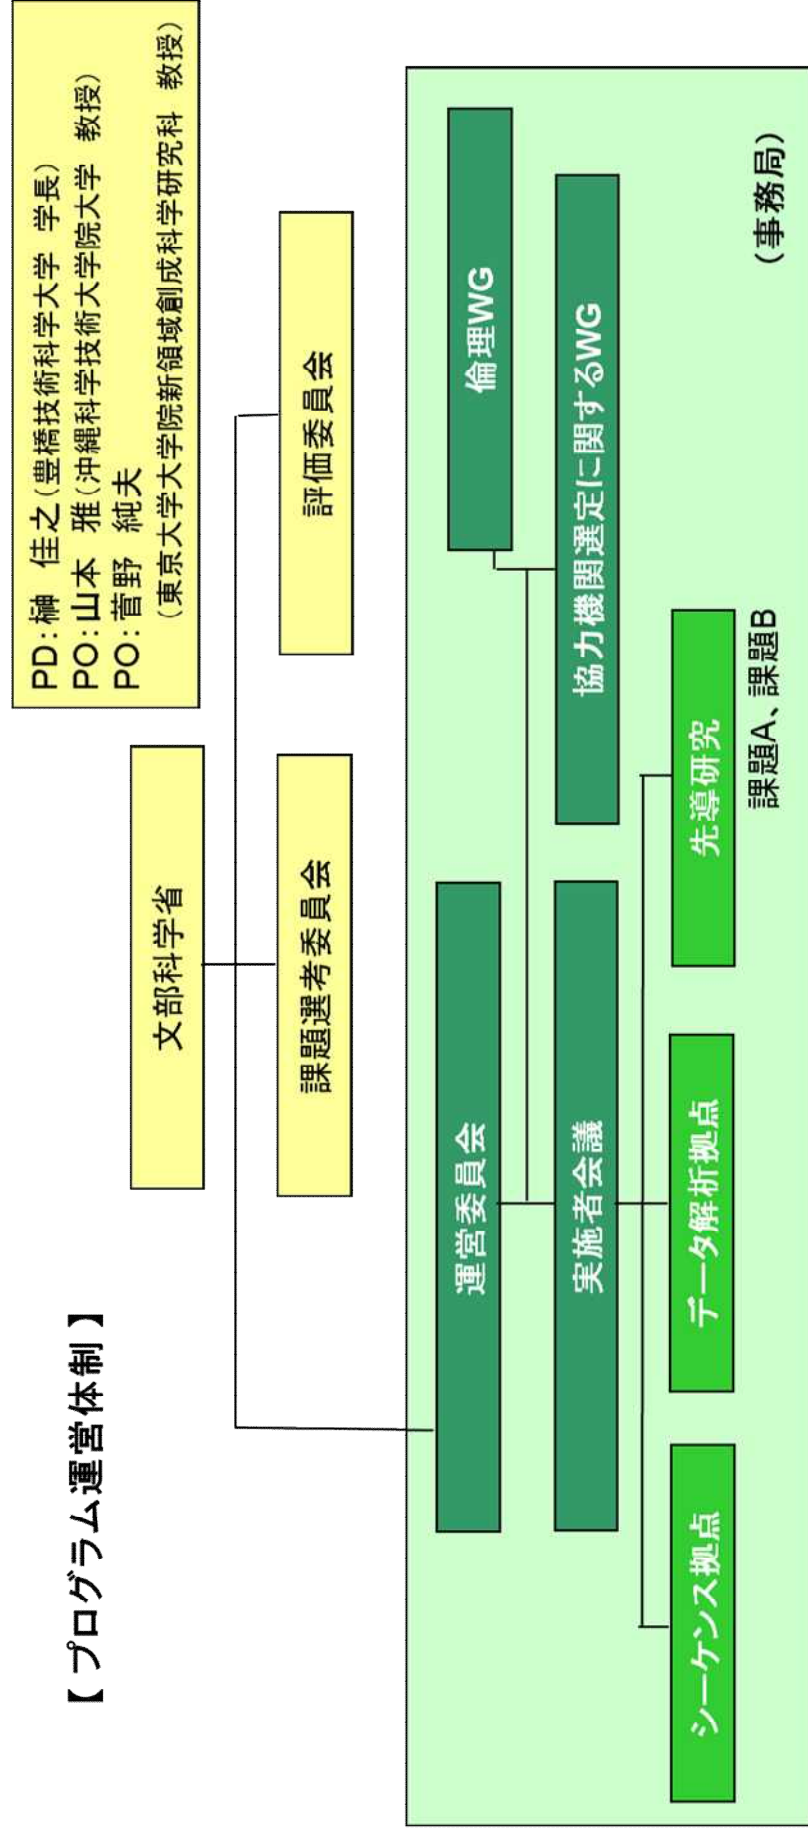 【プログラム運営体制】
PD:榊　佳之(豊橋技術科学大学　学長)
PO:山本　雅(沖縄科学技術大学院大学　教授)
PO:菅野　純夫
(東京大学大学院新領域創成科学研究科　教授)
文部科学省
課題選考委員会
評価委員会
運営委員会
倫理WG
実施者会議
協力機関選定に関するWG
シーケンス拠点
データ解析拠点
先導研究
課題A、課題B
(事務局)